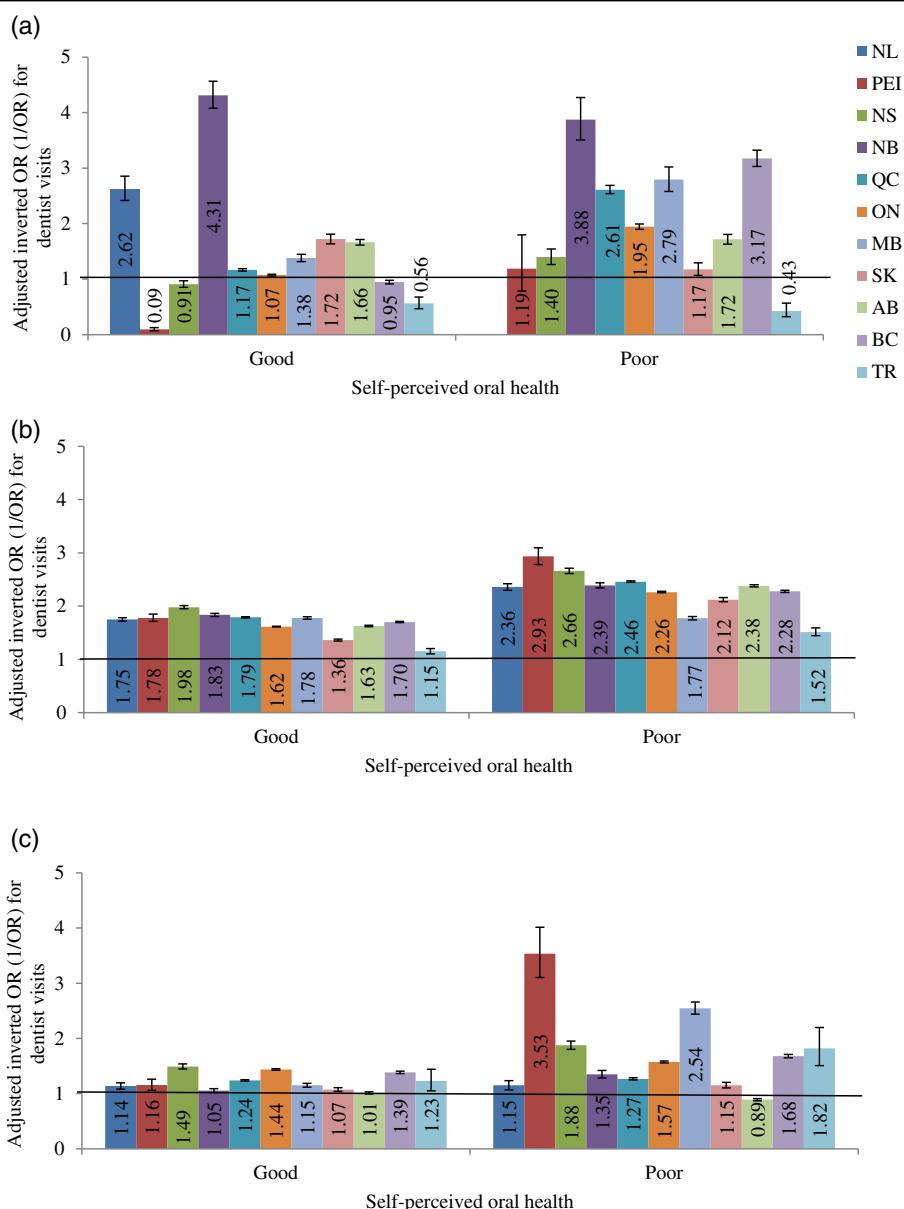 (a)
Adjusted inverted OR (1/OR) for
dentist visits
5
4
3
2
1
0
2.62
0.09
0.91
4.31
1.17
1.07
1.38
1.72
1.66
0.95
0.56
1.19
1.40
3.88
2.61
1.95
2.79
1.17
1.72
3.17
0.43
Good
Poor
Self-perceived oral health
NL
PEI
NS
NB
QC
ON
MB
SK
AB
BC
TR
(b)
Adjusted inverted OR (1/OR) for
dentist visits
5
4
3
2
1
0
1.75
1.78
1.98
1.83
1.79
1.62
1.78
1.36
1.63
1.70
1.15
2.36
2.93
2.66
2.39
2.46
2.26
1.77
2.12
2.38
2.28
1.52
Good
Poor
Self-perceived oral health
(c)
Adjusted inverted OR (1/OR) for
dentist visits
5
4
3
2
1
0
1.14
1.16
1.49
1.05
1.24
1.44
1.15
1.07
1.01
1.39
1.23
1.15
3.53
1.88
1.35
1.27
1.57
2.54
1.15
0.89
1.68
1.82
Good
Poor
Self-perceived oral health